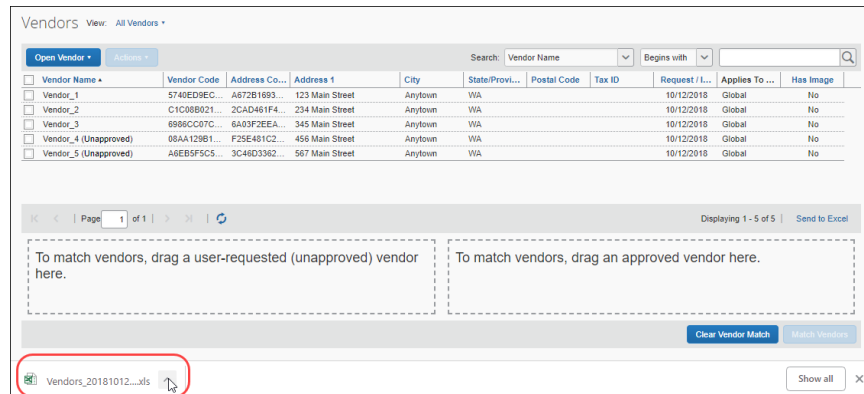 Vendors View: All Vendors
Open Vendor Actions Search: Vendor Name Begins with
Vendor Name Vendor Code Address Co... Address 1 City State/Provi... Postal Code Tax ID Request / I... Applies To ... Has Image
Vendor_1 5740ED9EC... A672B1693... 123 Main Street Anytown WA 10/12/2018 Global No
Vendor_2 C1C08B021... 2CAD461F4... 234 Main Street Anytown WA 10/12/2018 Global No
Vendor_3 6986CC07C... 6A03F2EEA... 345 Main Street Anytown WA 10/12/2018 Global No
Vendor_4 (Unapproved) 08AA129B1... F25E481C2... 456 Main Street Anytown WA 10/12/2018 Global No
Vendor_5 (Unapproved) A6EB5F5C5... 3C46D3362... 567 Main Street Anytown WA 10/12/2018 Global No
Page 1 of 1 Displaying 1 - 5 of 5 Send to Excel
To match vendors, drag a user-requested (unapproved) vendor
here.
To match vendors, drag an approved vendor here.
Clear Vendor Match Match Vendors
Vendors_20181012....xls Show all